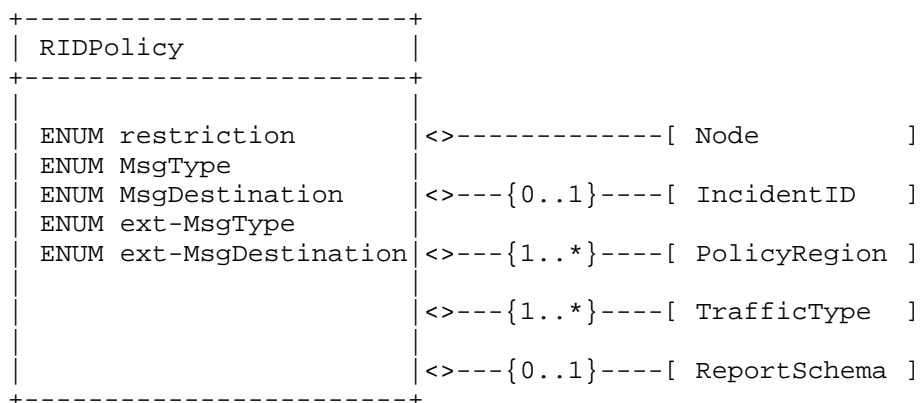 +------------------------+
| RIDPolicy              |
+------------------------+
|                        |
| ENUM restriction       |<>-------------[ Node         ]
| ENUM MsgType           |
| ENUM MsgDestination    |<>---{0..1}----[ IncidentID   ]
| ENUM ext-MsgType       |
| ENUM ext-MsgDestination|<>---{1..*}----[ PolicyRegion ]
|                        |
|                        |<>---{1..*}----[ TrafficType  ]
|                        |
|                        |<>---{0..1}----[ ReportSchema ]
+------------------------+